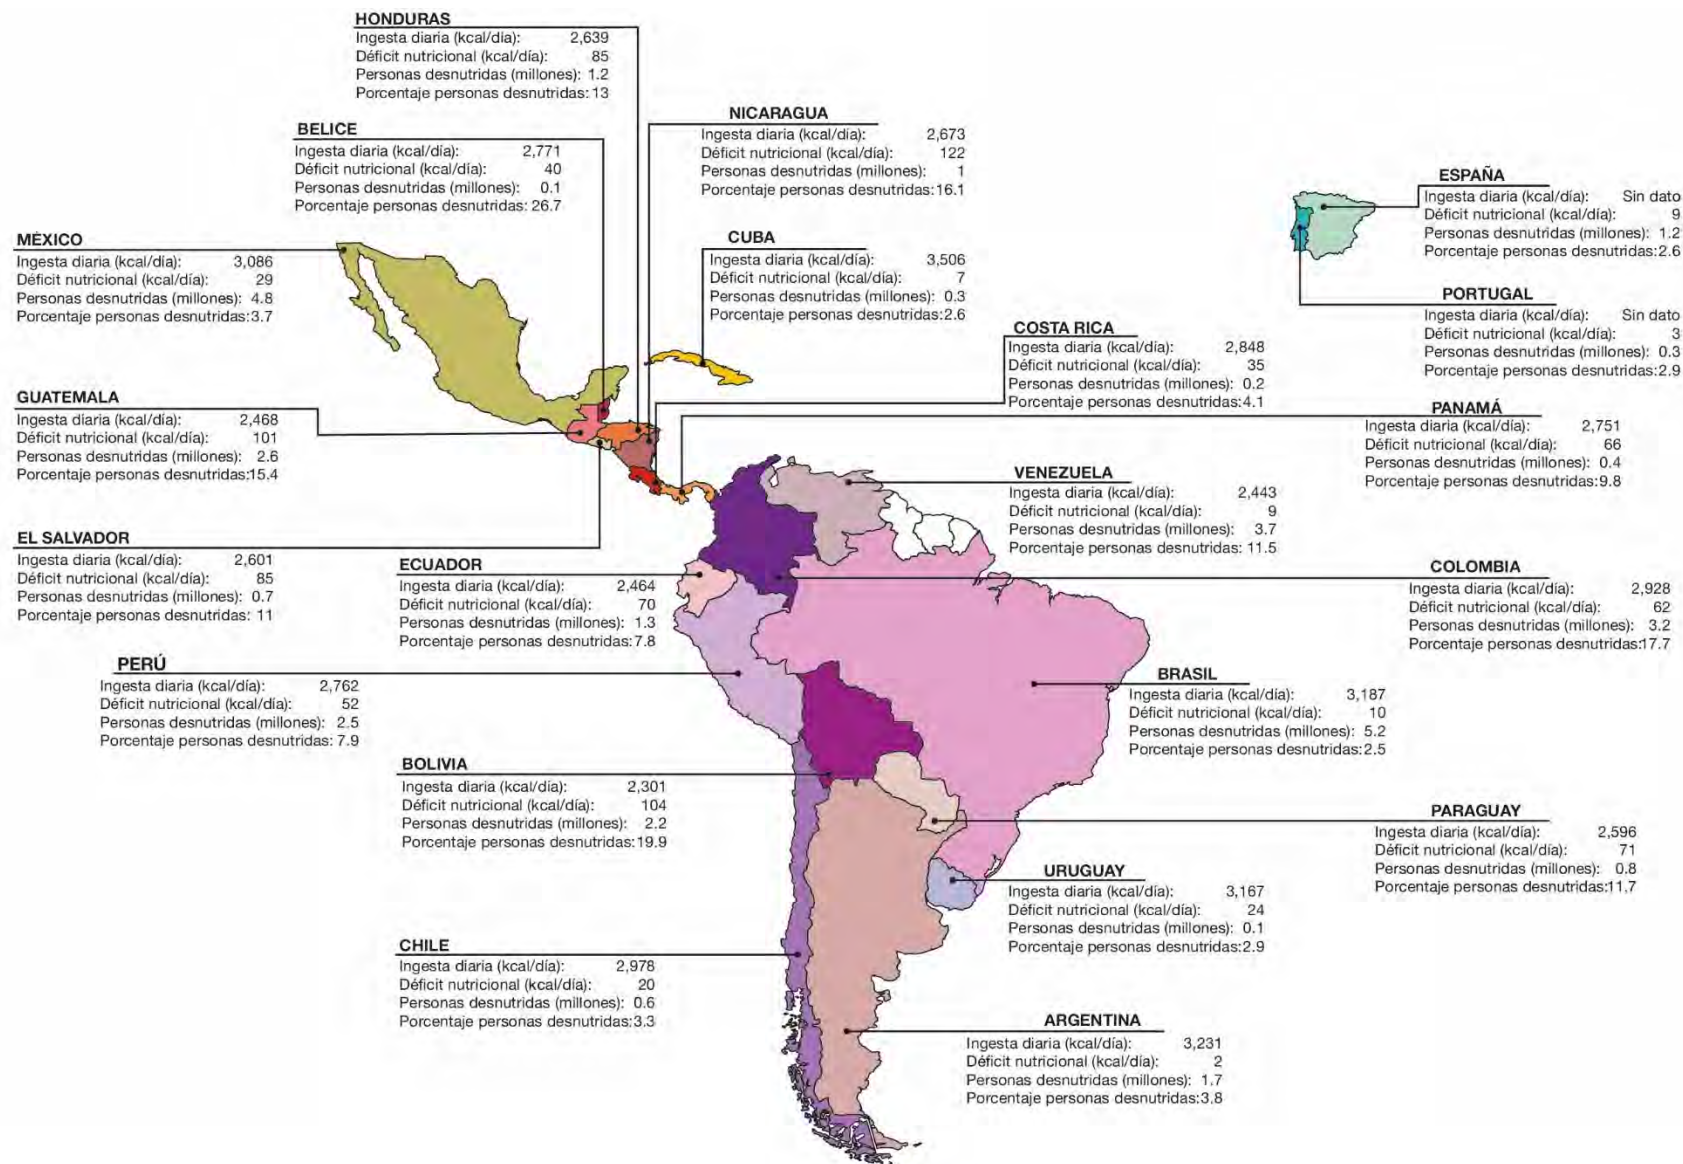 HONDURAS
Ingesta diaria (kcal/día): 2,639
Déficit nutricional (kcal/día): 85
Personas desnutridas (millones): 1.2
Porcentaje personas desnutridas: 13
NICARAGUA
Ingesta diaria (kcal/día): 2,673
Déficit nutricional (kcal/día): 122
Personas desnutridas (millones): 1
Porcentaje personas desnutridas:16.1
BELICE
Ingesta diaria (kcal/día): 2,771
Déficit nutricional (kcal/día): 40
Personas desnutridas (millones): 0.1
Porcentaje personas desnutridas: 26.7
ESPAÑA
Ingesta diaria (kcal/día): Sin dato
Déficit nutricional (kcal/día): 9
Personas desnutridas (millones): 1.2
Porcentaje personas desnutridas:2.6
MÉXICO
Ingesta diaria (kcal/día): 3,086
Déficit nutricional (kcal/día): 29
Personas desnutridas (millones): 4.8
Porcentaje personas desnutridas:3.7
CUBA
Ingesta diaria (kcal/día): 3,506
Déficit nutricional (kcal/día): 7
Personas desnutridas (millones): 0.3
Porcentaje personas desnutridas:2.6
PORTUGAL
Ingesta diaria (kcal/día): Sin dato
Déficit nutricional (kcal/día): 3
Personas desnutridas (millones): 0.3
Porcentaje personas desnutridas:2.9
COSTA RICA
Ingesta diaria (kcal/día): 2,848
Déficit nutricional (kcal/día): 35
Personas desnutridas (millones): 0.2
Porcentaje personas desnutridas:4.1
GUATEMALA
Ingesta diaria (kcal/día): 2,468
Déficit nutricional (kcal/día): 101
Personas desnutridas (millones): 2.6
Porcentaje personas desnutridas:15.4
PANAMÁ
Ingesta diaria (kcal/día): 2,751
Déficit nutricional (kcal/día): 66
Personas desnutridas (millones): 0.4
Porcentaje personas desnutridas:9.8
VENEZUELA
Ingesta diaria (kcal/día): 2,443
Déficit nutricional (kcal/día): 9
Personas desnutridas (millones): 3.7
Porcentaje personas desnutridas: 11.5
EL SALVADOR
Ingesta diaria (kcal/día): 2,601
Déficit nutricional (kcal/día): 85
Personas desnutridas (millones): 0.7
Porcentaje personas desnutridas: 11
ECUADOR
Ingesta diaria (kcal/día): 2,464
Déficit nutricional (kcal/día): 70
Personas desnutridas (millones): 1.3
Porcentaje personas desnutridas:7.8
COLOMBIA
Ingesta diaria (kcal/día): 2,928
Déficit nutricional (kcal/día): 62
Personas desnutridas (millones): 3.2
Porcentaje personas desnutridas:17.7
PERÚ
Ingesta diaria (kcal/día): 2,762
Déficit nutricional (kcal/día): 52
Personas desnutridas (millones): 2.5
Porcentaje personas desnutridas: 7.9
BRASIL
Ingesta diaria (kcal/día): 3,187
Déficit nutricional (kcal/día): 10
Personas desnutridas (millones): 5.2
Porcentaje personas desnutridas:2.5
BOLIVIA
Ingesta diaria (kcal/día): 2,301
Déficit nutricional (kcal/día): 104
Personas desnutridas (millones): 2.2
Porcentaje personas desnutridas:19.9
PARAGUAY
Ingesta diaria (kcal/día): 2,596
Déficit nutricional (kcal/día): 71
Personas desnutridas (millones): 0.8
Porcentaje personas desnutridas:11.7
URUGUAY
Ingesta diaria (kcal/día): 3,167
Déficit nutricional (kcal/día): 24
Personas desnutridas (millones): 0.1
Porcentaje personas desnutridas:2.9
CHILE
Ingesta diaria (kcal/día): 2,978
Déficit nutricional (kcal/día): 20
Personas desnutridas (millones): 0.6
Porcentaje personas desnutridas:3.3
ARGENTINA
Ingesta diaria (kcal/día): 3,231
Déficit nutricional (kcal/día): 2
Personas desnutridas (millones): 1.7
Porcentaje personas desnutridas:3.8